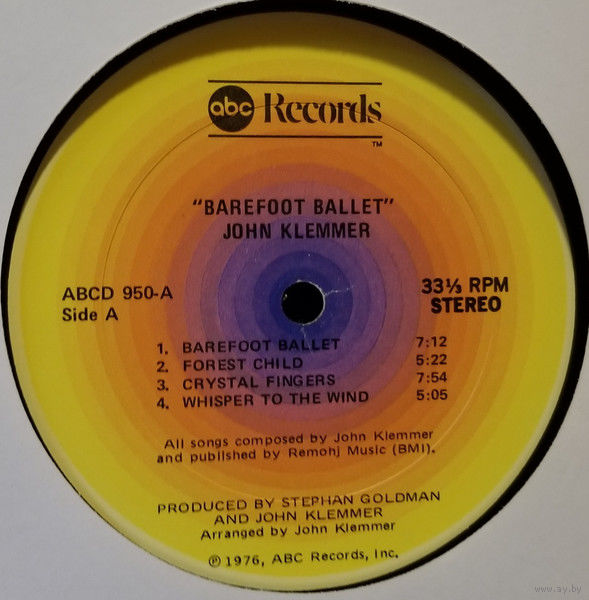 abc Records
TM
"BAREFOOT BALLET"
JOHN KLEMMER
ABCD 950-A
Side A
33⅓ RPM
STEREO
1. BAREFOOT BALLET 7:12
2. FOREST CHILD 5:22
3. CRYSTAL FINGERS 7:54
4. WHISPER TO THE WIND 5:05
All songs composed by John Klemmer
and published by Remohj Music (BMI).
PRODUCED BY STEPHAN GOLDMAN
AND JOHN KLEMMER
Arranged by John Klemmer
℗ 1976, ABC Records, Inc.
www.ay.by